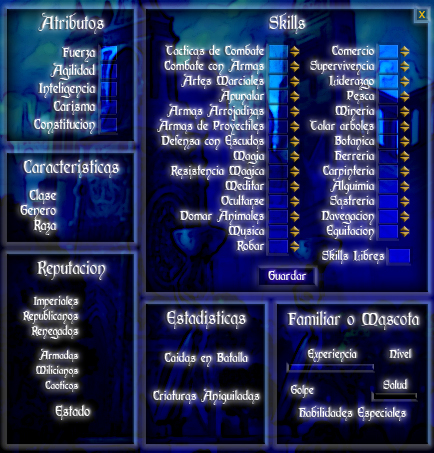 Atributos
Fuerza
Agilidad
Inteligencia
Carisma
Constitucion
Caracteristicas
Clase
Genero
Raza
Reputacion
Imperiales
Republicanos
Renegados
Armadas
Milicianos
Caoticos
Estado
Skills
X
Tacticas de Combate
Combate con Armas
Artes Marciales
Apuñalar
Armas Arrojadizas
Armas de Proyectiles
Defensa con Escudos
Magia
Resistencia Magica
Meditar
Ocultarse
Domar Animales
Musica
Robar
Comercio
Supervivencia
Liderazgo
Pesca
Mineria
Talar arboles
Botanica
Herreria
Carpinteria
Alquimia
Sastreria
Navegacion
Equitacion
Skills Libres
Guardar
Estadisticas
Caidas en Batalla
Criaturas Aniquiladas
Familiar o Mascota
Experiencia
Nivel
Golpe
Salud
Habilidades Especiales